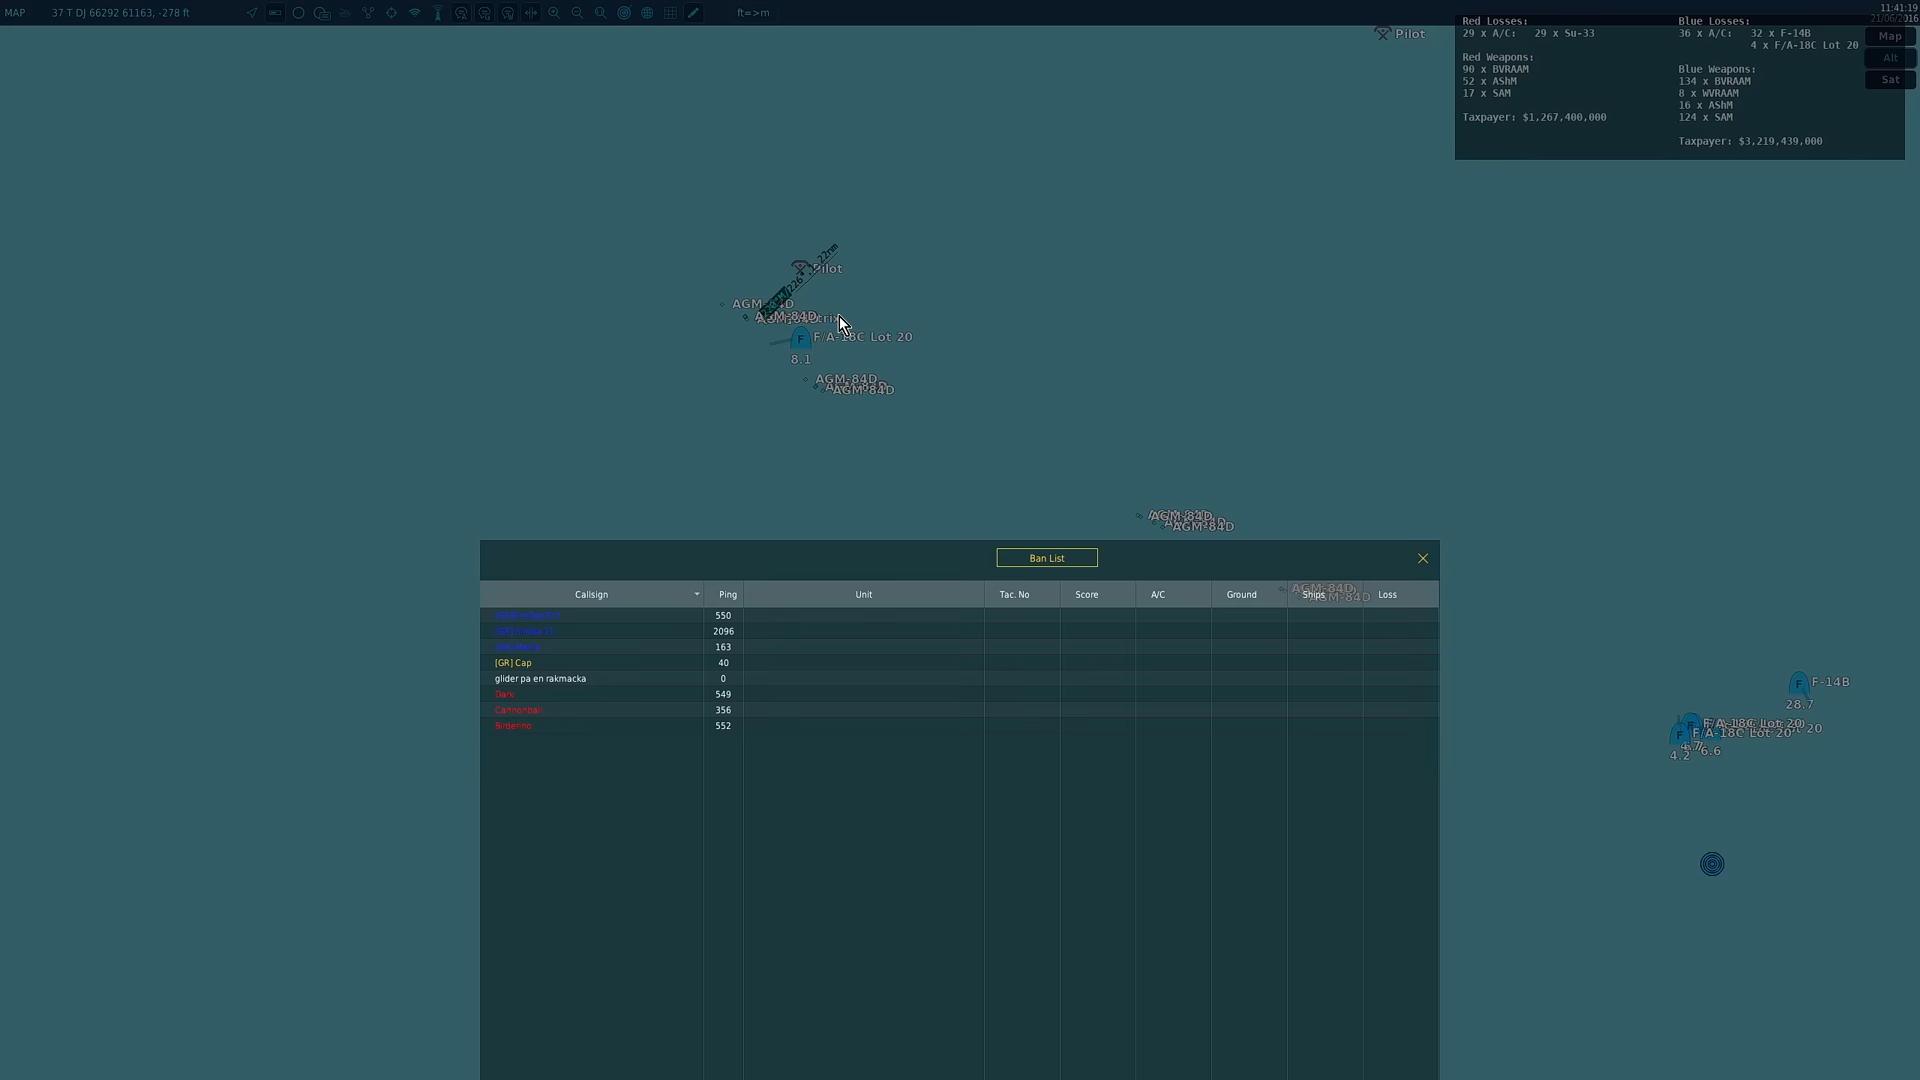 MAP 37 T DJ 66292 61163, -278 ft ft=>m 11:41:19
Pilot
Red Losses:
29 x A/C: 29 x Su-33
Red Weapons:
90 x BVRAAM
52 x AShM
17 x SAM
Taxpayer: $1,267,400,000
Blue Losses:
36 x A/C: 32 x F-14B
4 x F/A-18C Lot 20
Blue Weapons:
134 x BVRAAM
8 x WVRAAM
16 x AShM
124 x SAM
Taxpayer: $3,219,439,000
Map
Alt
Sat
22nm
Pilot
AGM-84D
AGM-84D
F/A-18C Lot 20
8.1
AGM-84D
AGM-84D
AGM-84D
AGM-84D
Ban List
AGM-84D
AGM-84D
Callsign Ping Unit Tac. No Score A/C Ground Ships Loss
550
2096
163
[GR] Cap 40
glider pa en rakmacka 0
Dark 549
Cannonball 356
Birderino 552
F-14B
28.7
F/A-18C Lot 20
F/A-18C Lot 20
4.2
6.6